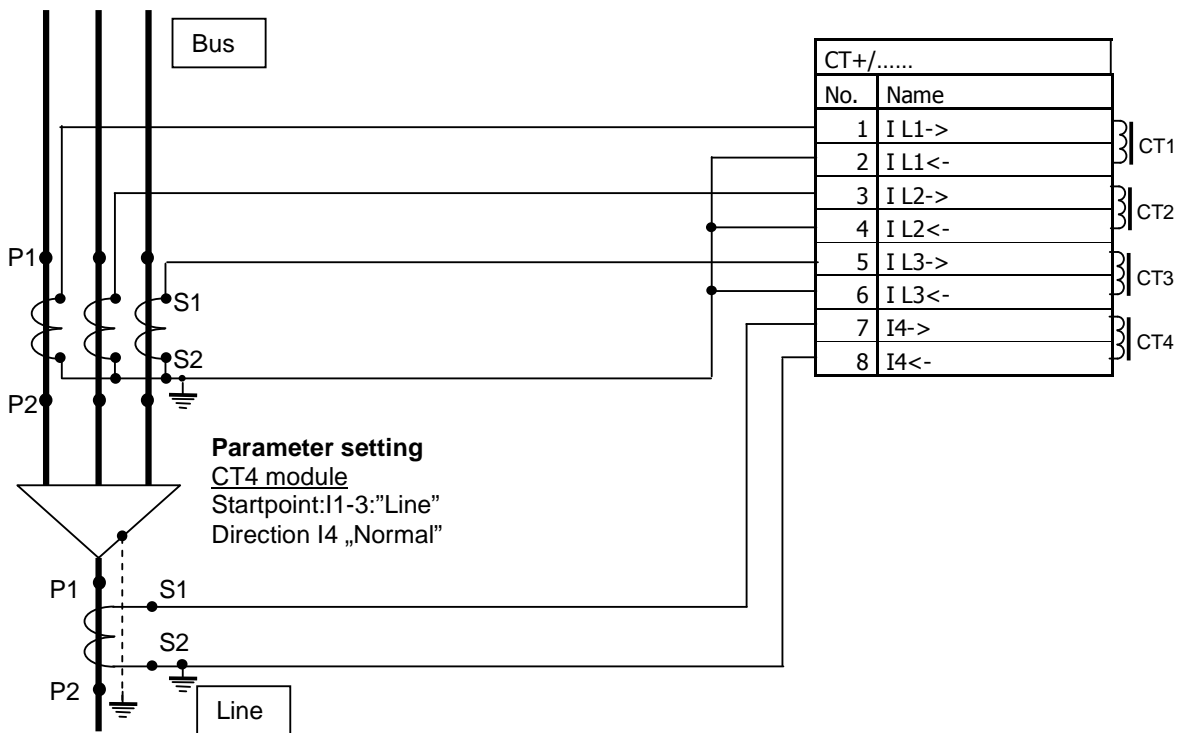 Bus
CT+/......
No. Name
1 I L1->
2 I L1<-
CT1
3 I L2->
4 I L2<-
CT2
5 I L3->
6 I L3<-
CT3
7 I4->
8 I4<-
CT4
P1
S1
S2
P2
Parameter setting
CT4 module
Startpoint:I1-3:”Line”
Direction I4 „Normal”
P1
S1
S2
P2
Line